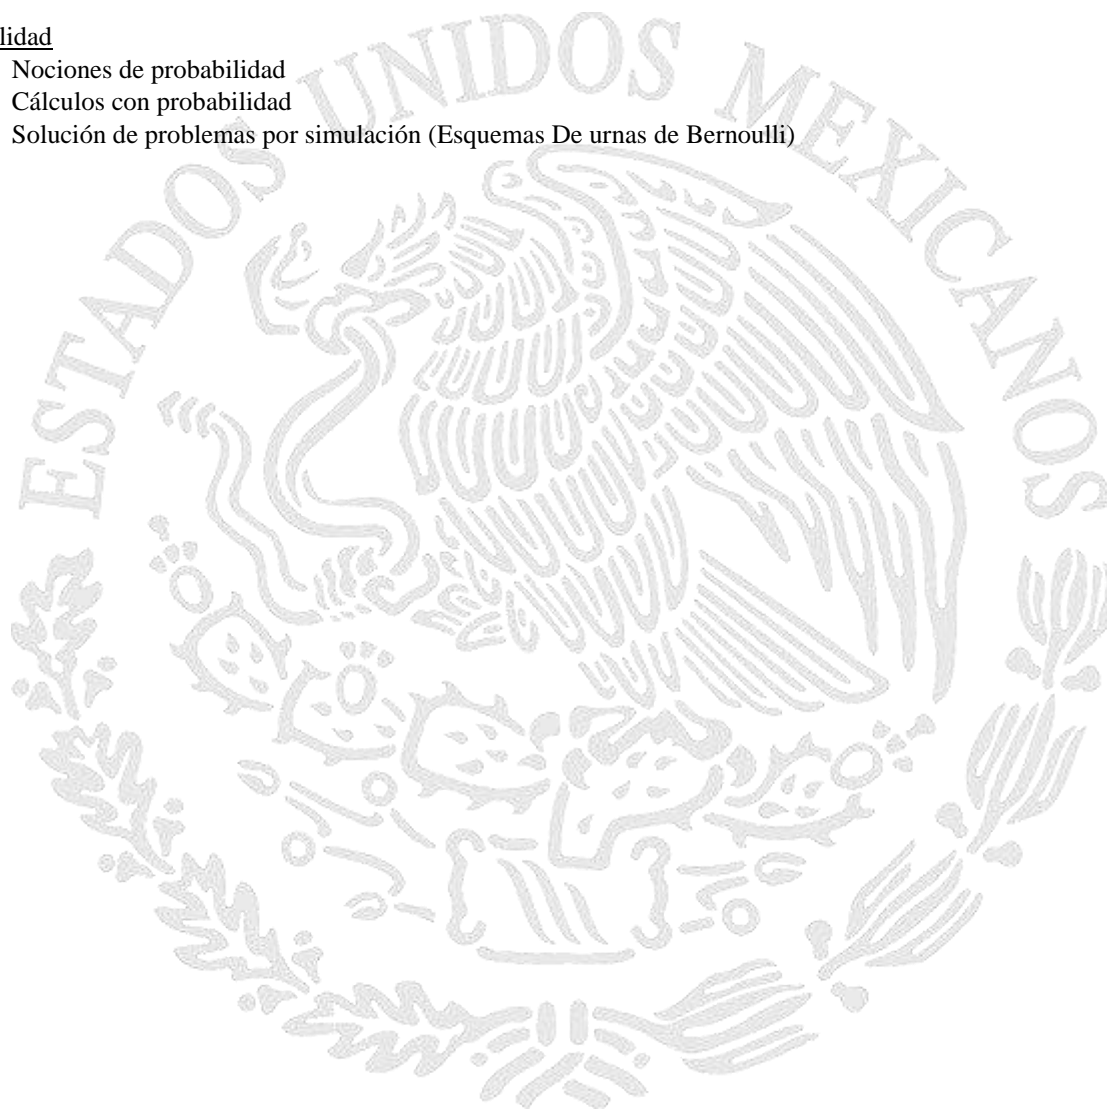 lidad
Nociones de probabilidad
Cálculos con probabilidad
Solución de problemas por simulación (Esquemas De urnas de Bernoulli)
ESTADOS UNIDOS MEXICANOS